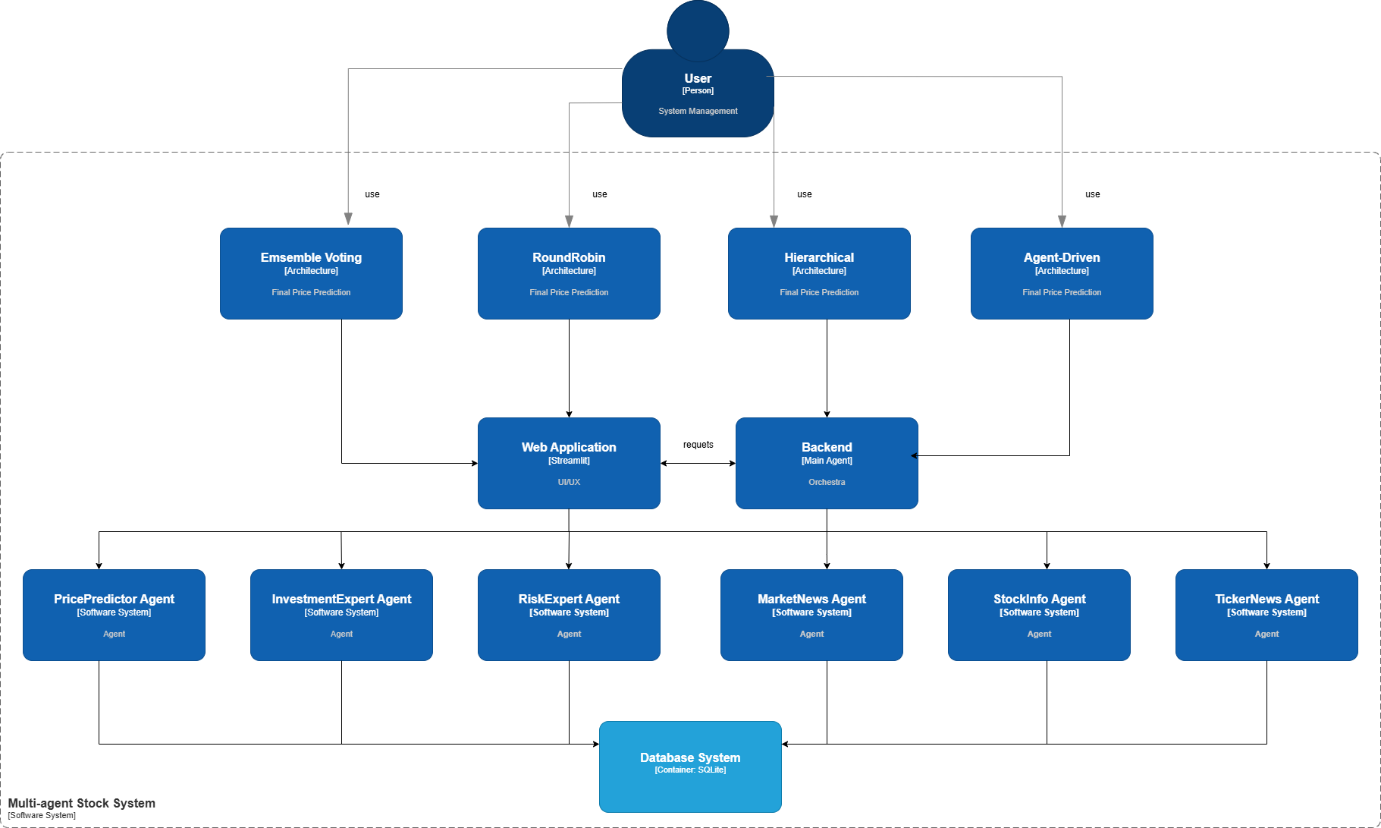 User
[Person]
System Management
use
use
use
use
Emsemble Voting
[Architecture]
Final Price Prediction
RoundRobin
[Architecture]
Final Price Prediction
Hierarchical
[Architecture]
Final Price Prediction
Agent-Driven
[Architecture]
Final Price Prediction
Web Application
[Streamlit]
UI/UX
requets
Backend
[Main Agent]
Orchestra
PricePredictor Agent
[Software System]
Agent
InvestmentExpert Agent
[Software System]
Agent
RiskExpert Agent
[Software System]
Agent
MarketNews Agent
[Software System]
Agent
StockInfo Agent
[Software System]
Agent
TickerNews Agent
[Software System]
Agent
Database System
[Container: SQLite]
Multi-agent Stock System
[Software System]